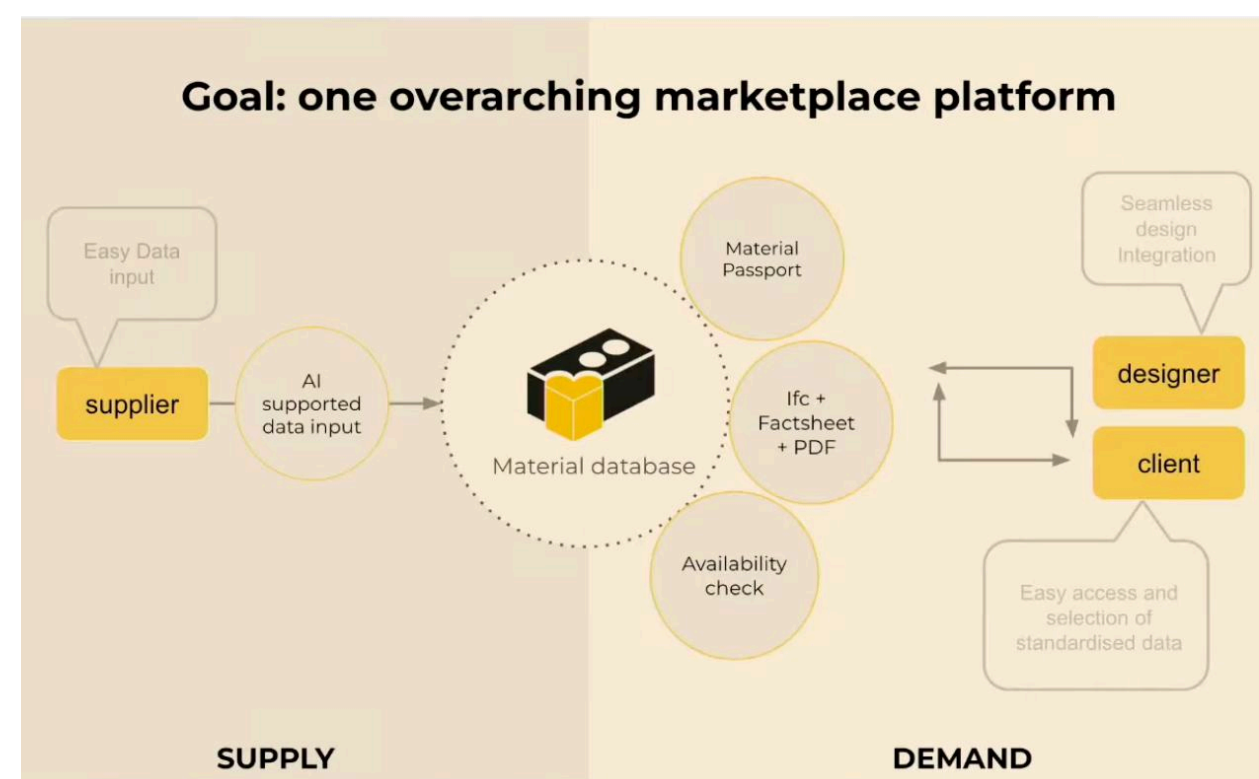 Goal: one overarching marketplace platform
Easy Data
input
supplier
AI
supported
data input
Material database
Material
Passport
Ifc +
Factsheet
+ PDF
Availability
check
Seamless
design
Integration
designer
client
Easy access and
selection of
standardised data
SUPPLY
DEMAND